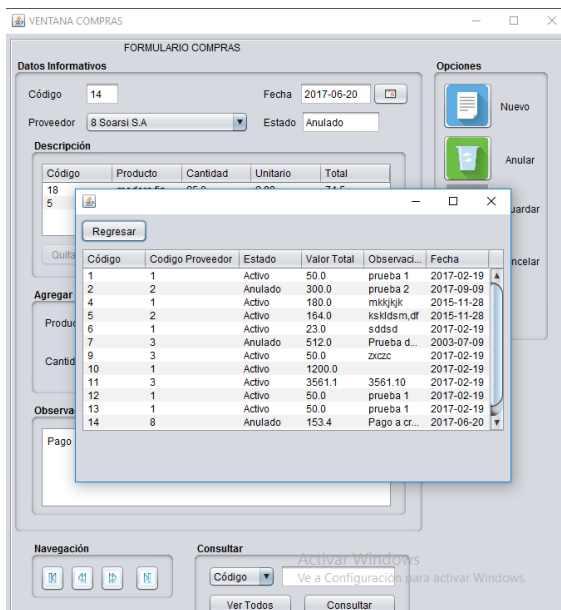 VENTANA COMPRAS
FORMULARIO COMPRAS
Datos Informativos
Código 14 Fecha 2017-06-20
Proveedor 8 Soarsi S.A Estado Anulado
Descripción
Código Producto Cantidad Unitario Total
18
5
Opciones
Nuevo
Anular
uardar
ncelar
Regresar
Código Codigo Proveedor Estado Valor Total Observaci... Fecha
1 1 Activo 50.0 prueba 1 2017-02-19
2 2 Anulado 300.0 prueba 2 2017-09-09
4 1 Activo 180.0 mkkjkjk 2015-11-28
5 2 Activo 164.0 kskldsm,df 2015-11-28
6 1 Activo 23.0 sddsd 2017-02-19
7 3 Anulado 512.0 Prueba d... 2003-07-09
9 3 Activo 50.0 zxczc 2017-02-19
10 1 Activo 1200.0 2017-02-19
11 3 Activo 3561.1 3561.10 2017-02-19
12 1 Activo 50.0 prueba 1 2017-02-19
13 1 Activo 50.0 prueba 1 2017-02-19
14 8 Anulado 153.4 Pago a cr... 2017-06-20
Quita
Agregar
Produc
Cantid
Observa
Pago
Navegación
Consultar
Código
Ver Todos Consultar
Activar Windows
Ve a Configuración para activar Windows.